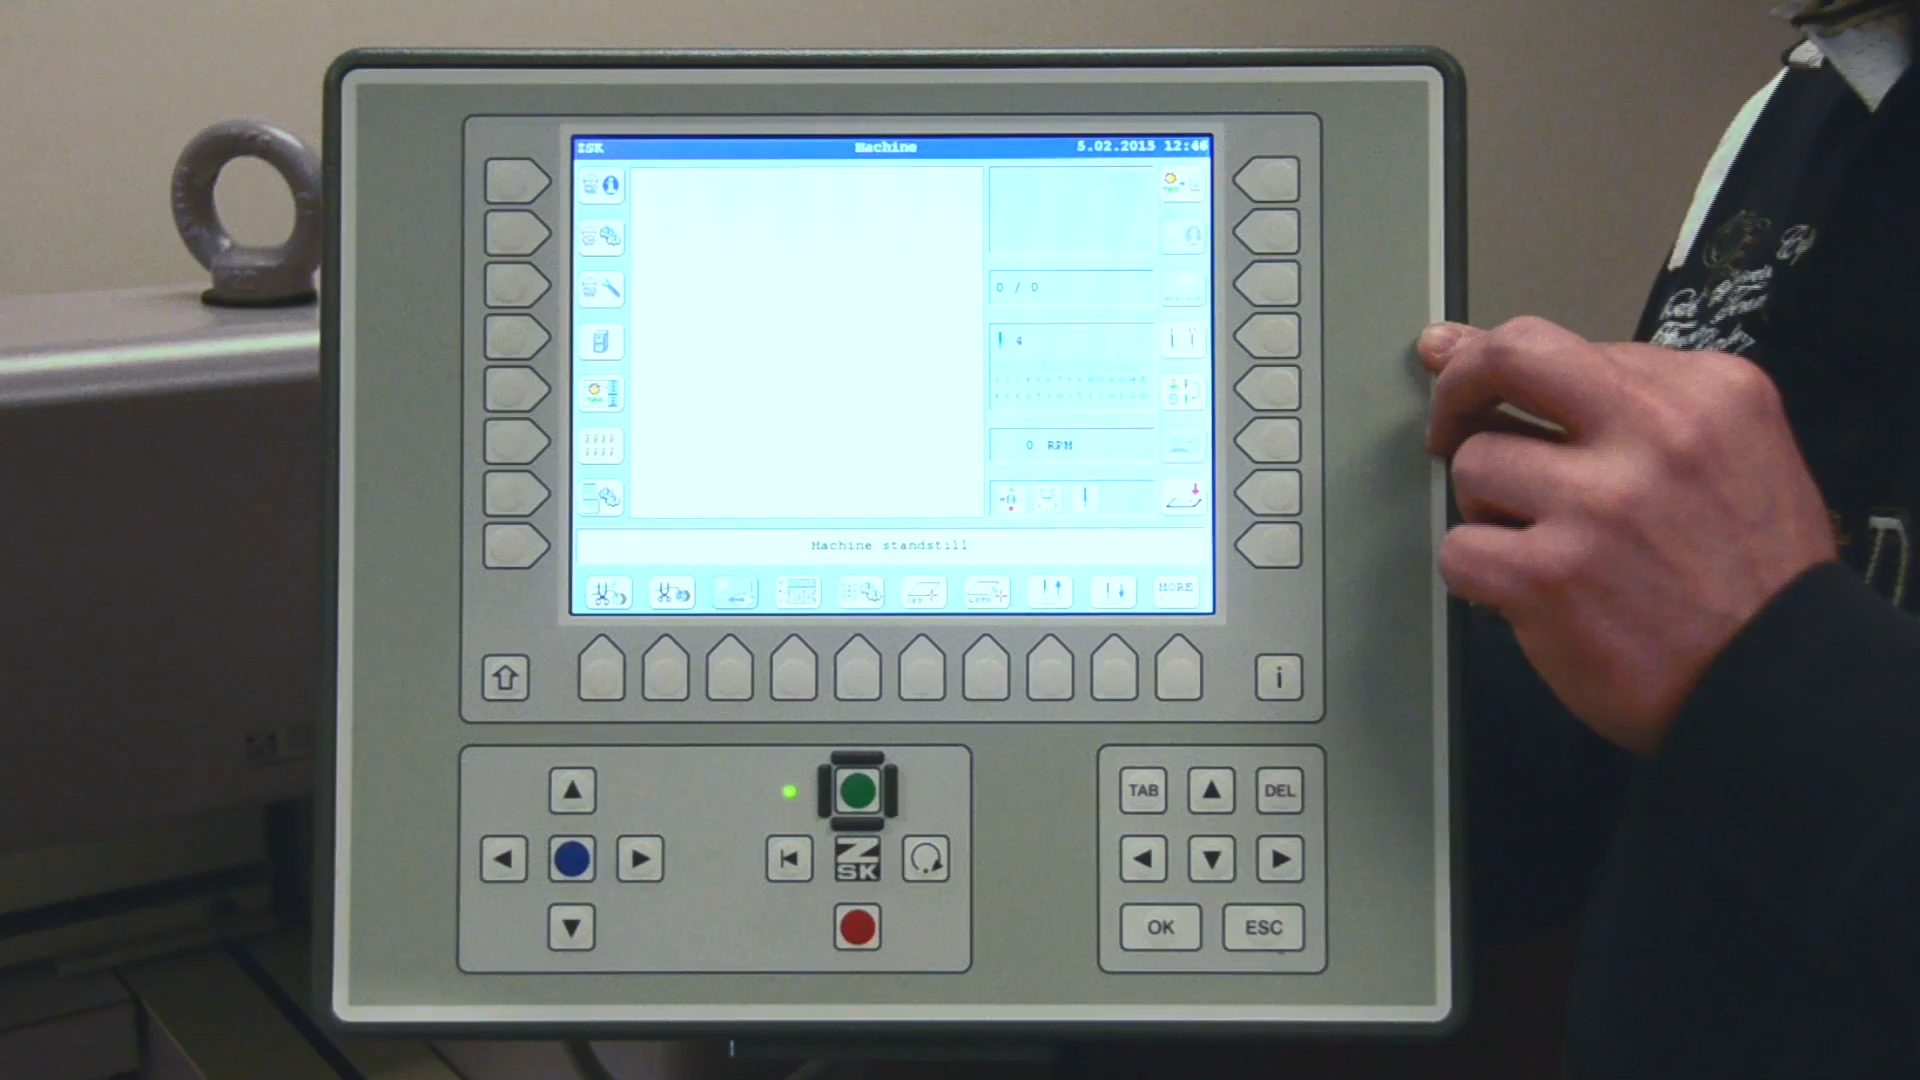 ZSK Machine 5.02.2015 12:46
0 / 0
4
0 RPM
Machine standstill
MORE
i
TAB DEL
Z
SK
OK ESC